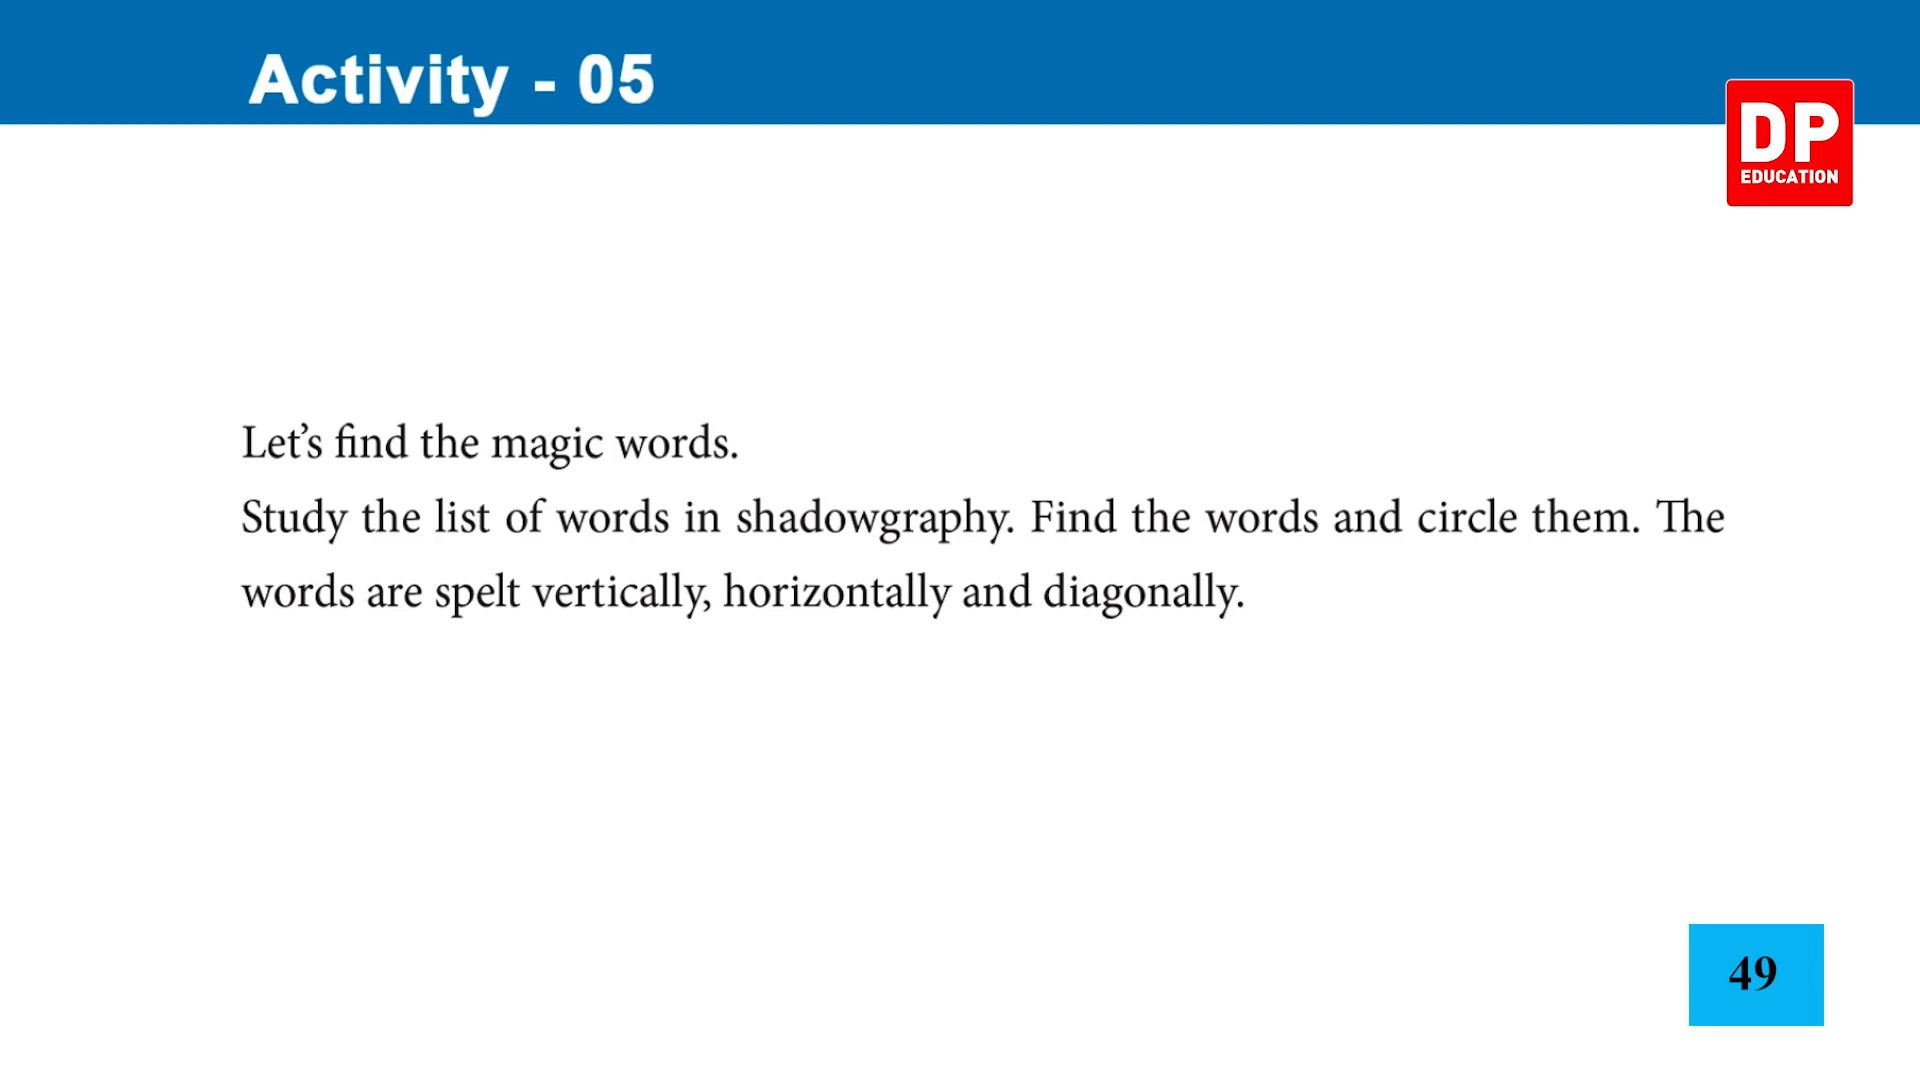 Activity - 05
DP
EDUCATION
Let’s find the magic words.
Study the list of words in shadowgraphy. Find the words and circle them. The
words are spelt vertically, horizontally and diagonally.
49